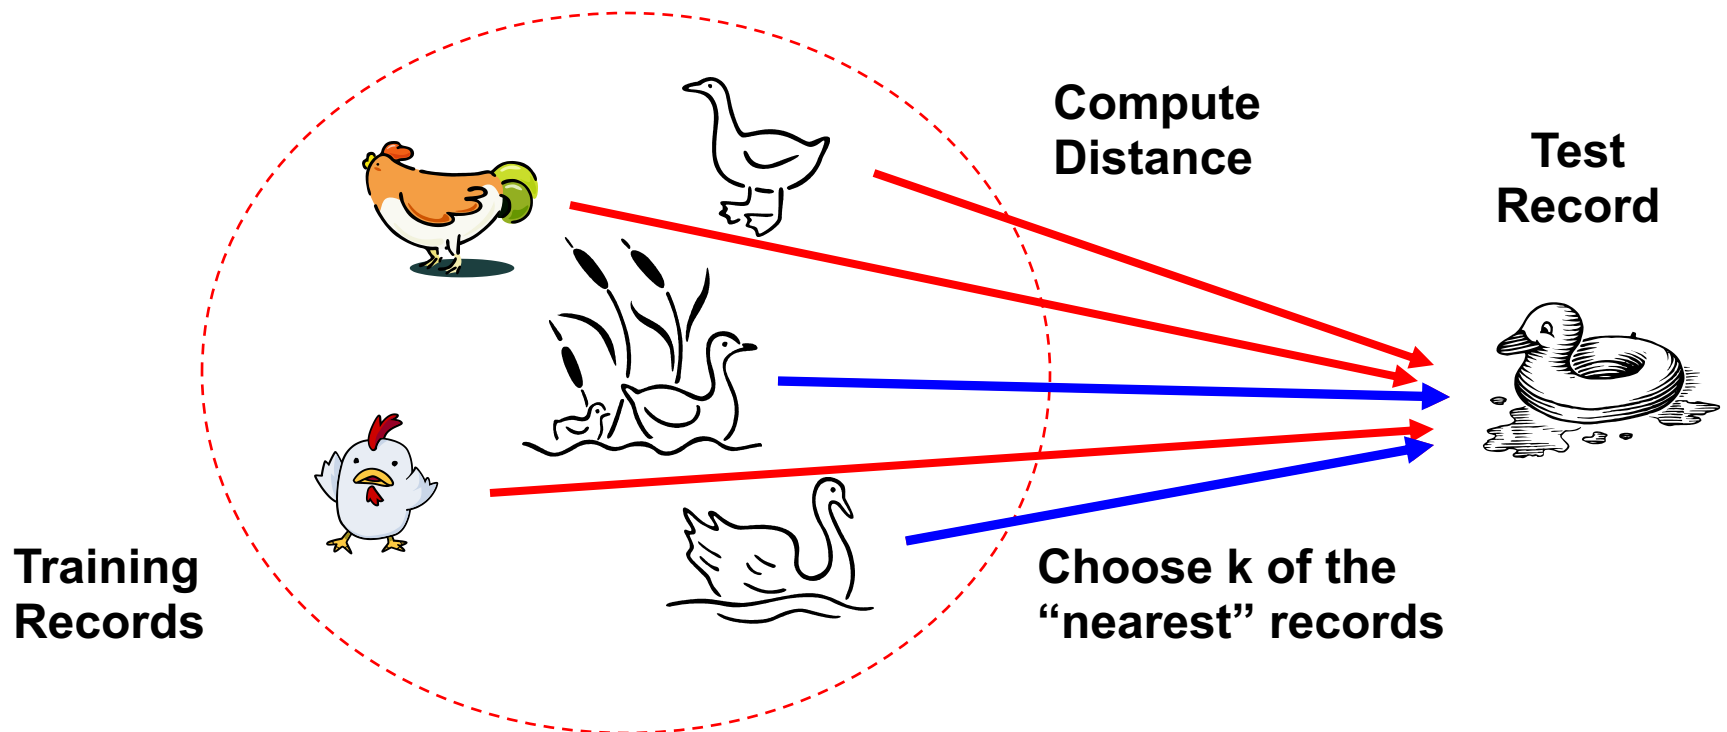 Compute
Distance
Test
Record
Training
Records
Choose k of the
“nearest” records